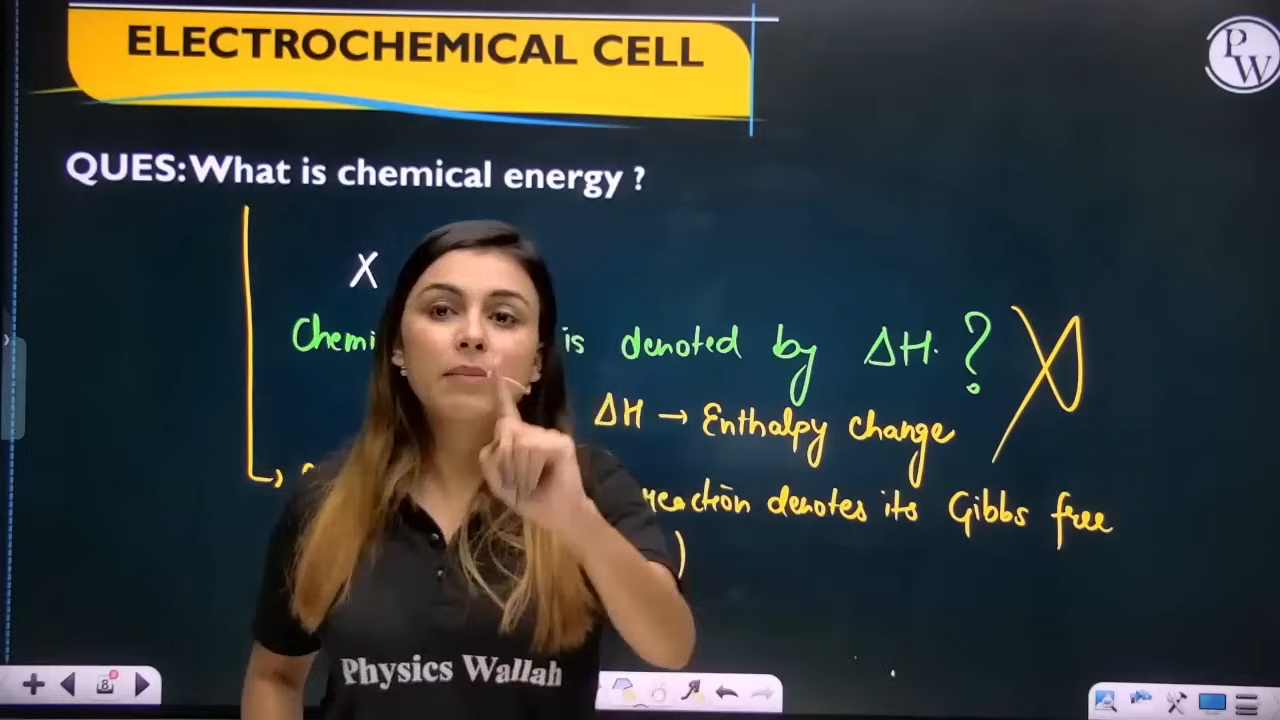 ELECTROCHEMICAL CELL
PW
QUES: What is chemical energy ?
X
Chemi is denoted by ΔH. ?
ΔH → Enthalpy change
reaction denotes its Gibbs free
)
Physics Wallah
8